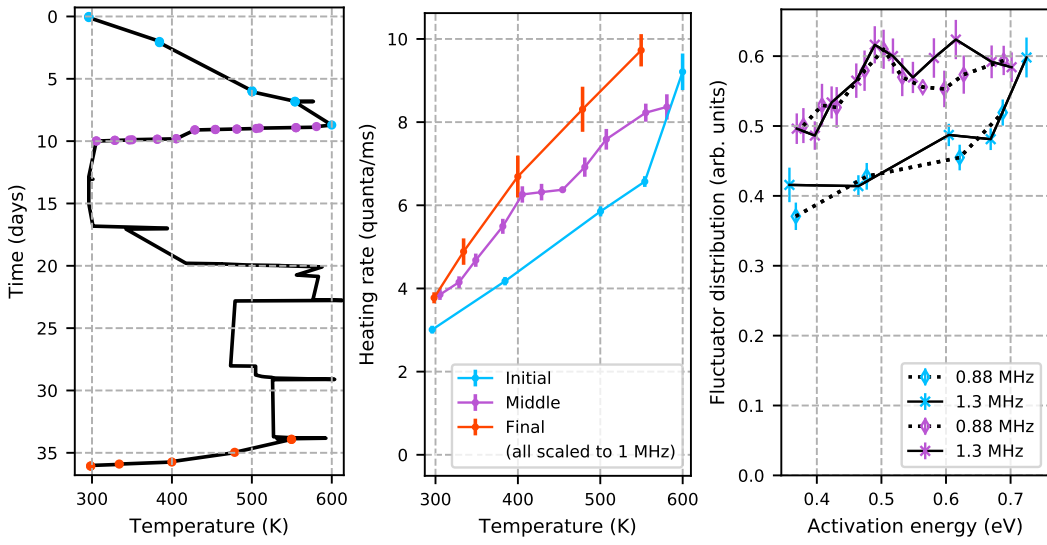 0
5
10
15
20
25
30
35
Time (days)
300
400
500
600
Temperature (K)
10
8
6
4
2
0
Heating rate (quanta/ms)
Initial
Middle
Final
(all scaled to 1 MHz)
300
400
500
600
Temperature (K)
0.6
0.5
0.4
0.3
0.2
0.1
0.0
Fluctuator distribution (arb. units)
0.88 MHz
1.3 MHz
0.88 MHz
1.3 MHz
0.4
0.5
0.6
0.7
Activation energy (eV)